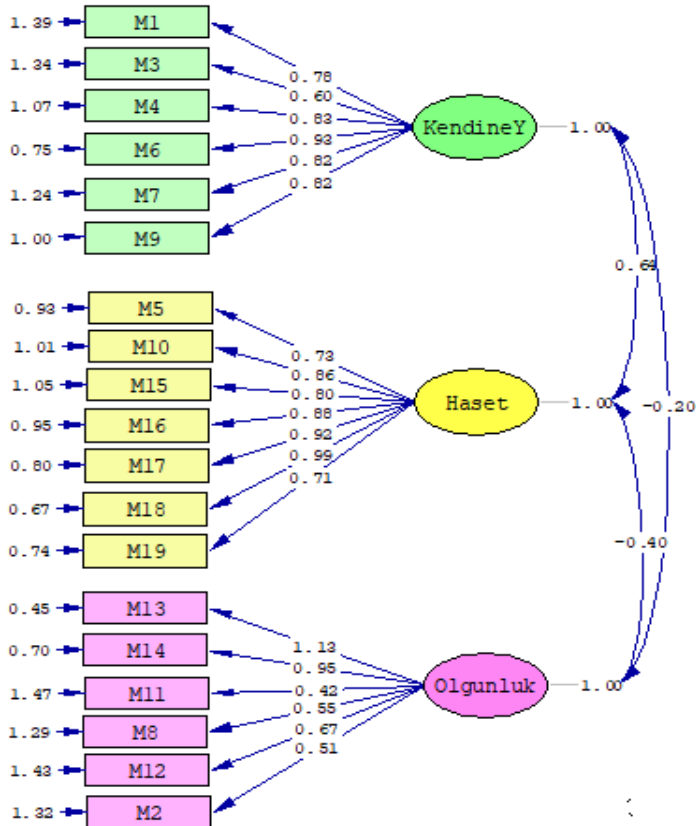 1.39 M1
1.34 M3
1.07 M4
0.75 M6
1.24 M7
1.00 M9
0.78
0.60
0.83
0.93
0.82
0.82
KendineY 1.00
0.64
0.93 M5
1.01 M10
1.05 M15
0.95 M16
0.80 M17
0.67 M18
0.74 M19
0.73
0.86
0.80
0.88
0.92
0.99
0.71
Haset 1.00
-0.20
-0.40
0.45 M13
0.70 M14
1.47 M11
1.29 M8
1.43 M12
1.32 M2
1.13
0.95
0.43
0.55
0.67
0.51
Olgunluk 1.00